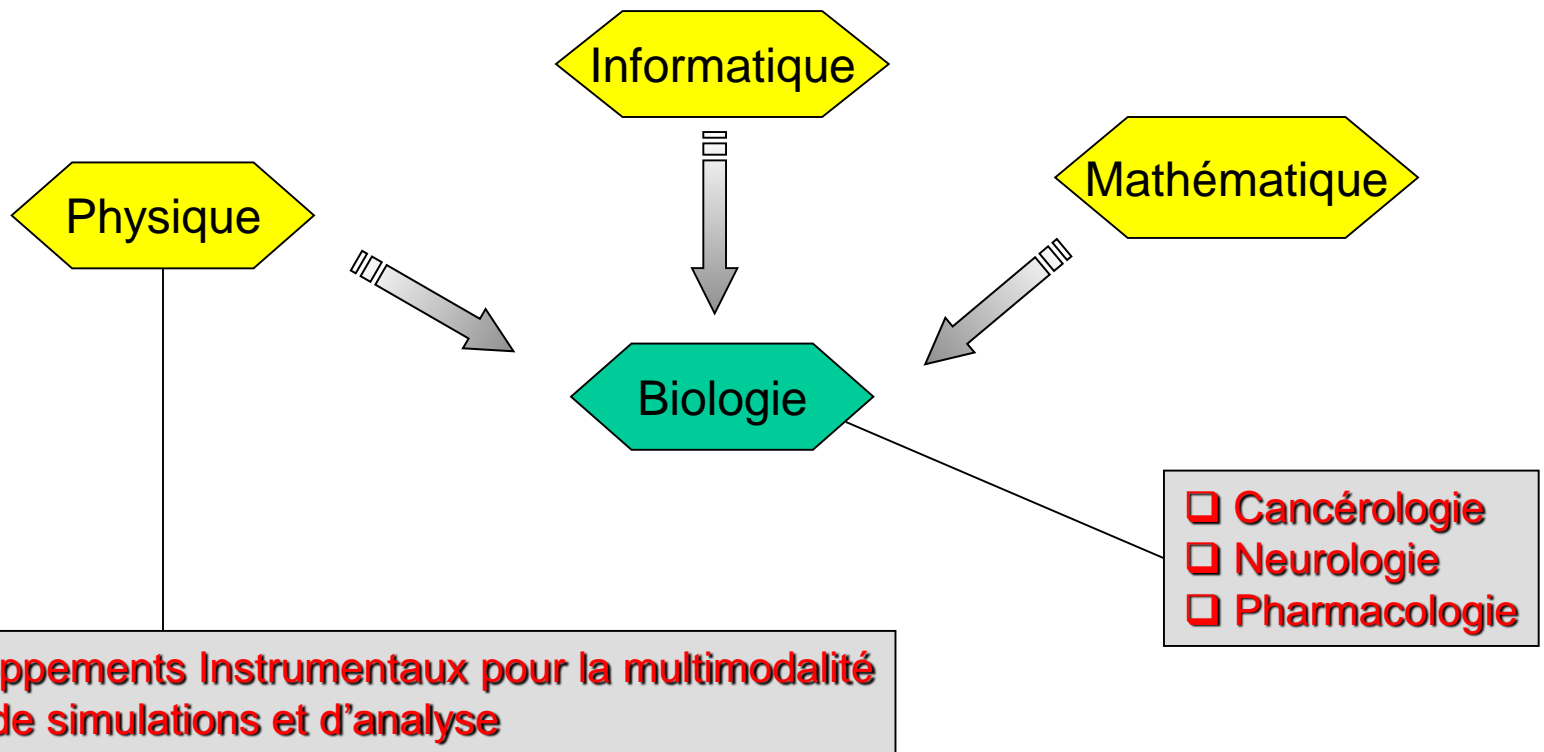 Informatique
Mathématique
Physique
Biologie
❑ Cancérologie
❑ Neurologie
❑ Pharmacologie
ppements Instrumentaux pour la multimodalité
de simulations et d’analyse